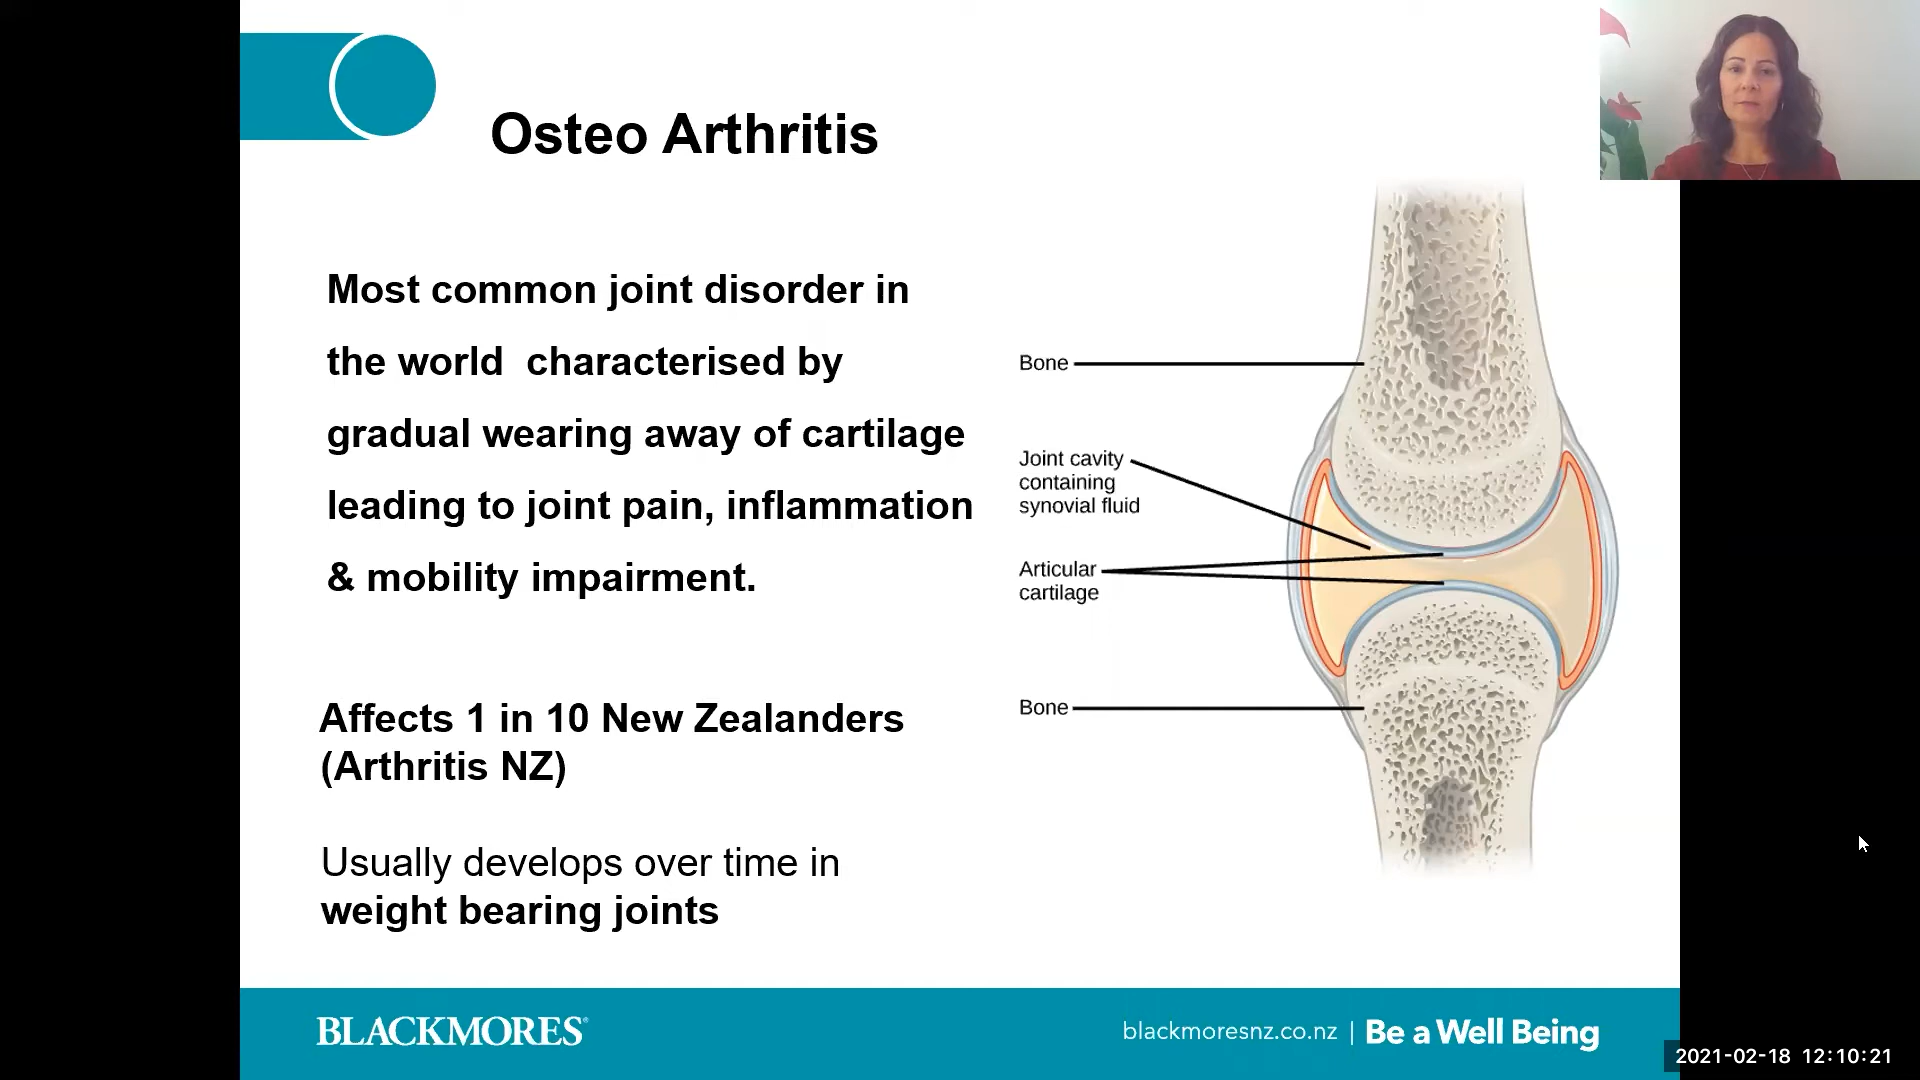 Osteo Arthritis
Most common joint disorder in
the world  characterised by
gradual wearing away of cartilage
leading to joint pain, inflammation
& mobility impairment.
Affects 1 in 10 New Zealanders
(Arthritis NZ)
Usually develops over time in
weight bearing joints
Bone
Joint cavity
containing
synovial fluid
Articular
cartilage
Bone
BLACKMORES®
blackmoresnz.co.nz | Be a Well Being
2021-02-18 12:10:21